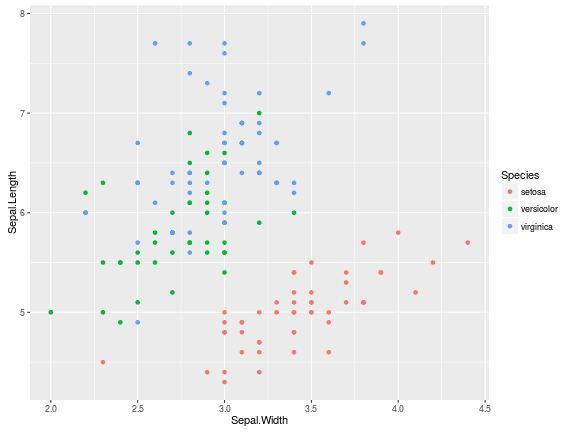 8
7
6
5
Sepal.Length
2.0 2.5 3.0 3.5 4.0 4.5
Sepal.Width
Species
setosa
versicolor
virginica